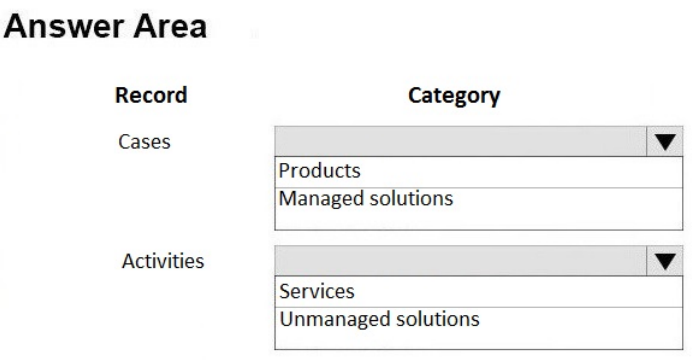 Answer Area
Record Category
Cases
Products
Managed solutions
Activities
Services
Unmanaged solutions